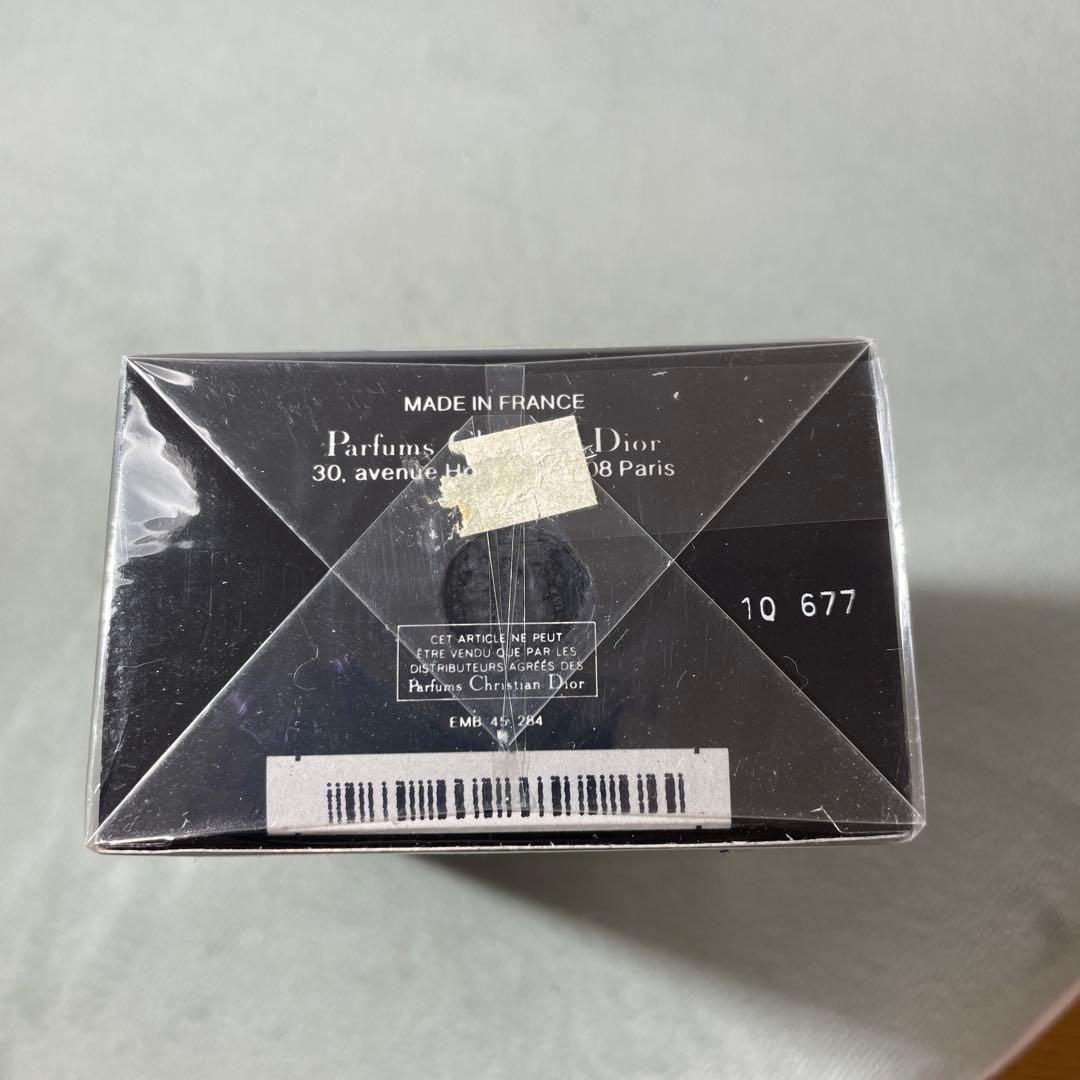 MADE IN FRANCE
Parfums Dior
30, avenue 08 Paris
10 677
CET ARTICLE NE PEUT
ÊTRE VENDU QUE PAR LES
DISTRIBUTEURS AGRÉÉS DES
Parfums Christian Dior
EMB 45 284